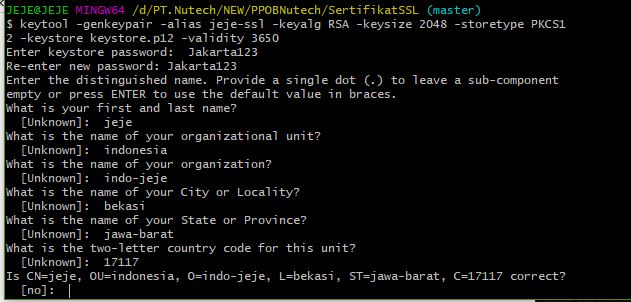 JEJE@JEJE MINGW64 /d/PT.Nutech/NEW/PPOBNutech/SertifikatSSL (master)
$ keytool -genkeypair -alias jeje-ssl -keyalg RSA -keysize 2048 -storetype PKCS1
2 -keystore keystore.p12 -validity 3650
Enter keystore password:  Jakarta123
Re-enter new password: Jakarta123
Enter the distinguished name. Provide a single dot (.) to leave a sub-component
empty or press ENTER to use the default value in braces.
What is your first and last name?
  [Unknown]:  jeje
What is the name of your organizational unit?
  [Unknown]:  indonesia
What is the name of your organization?
  [Unknown]:  indo-jeje
What is the name of your City or Locality?
  [Unknown]:  bekasi
What is the name of your State or Province?
  [Unknown]:  jawa-barat
What is the two-letter country code for this unit?
  [Unknown]:  17117
Is CN=jeje, OU=indonesia, O=indo-jeje, L=bekasi, ST=jawa-barat, C=17117 correct?
  [no]: